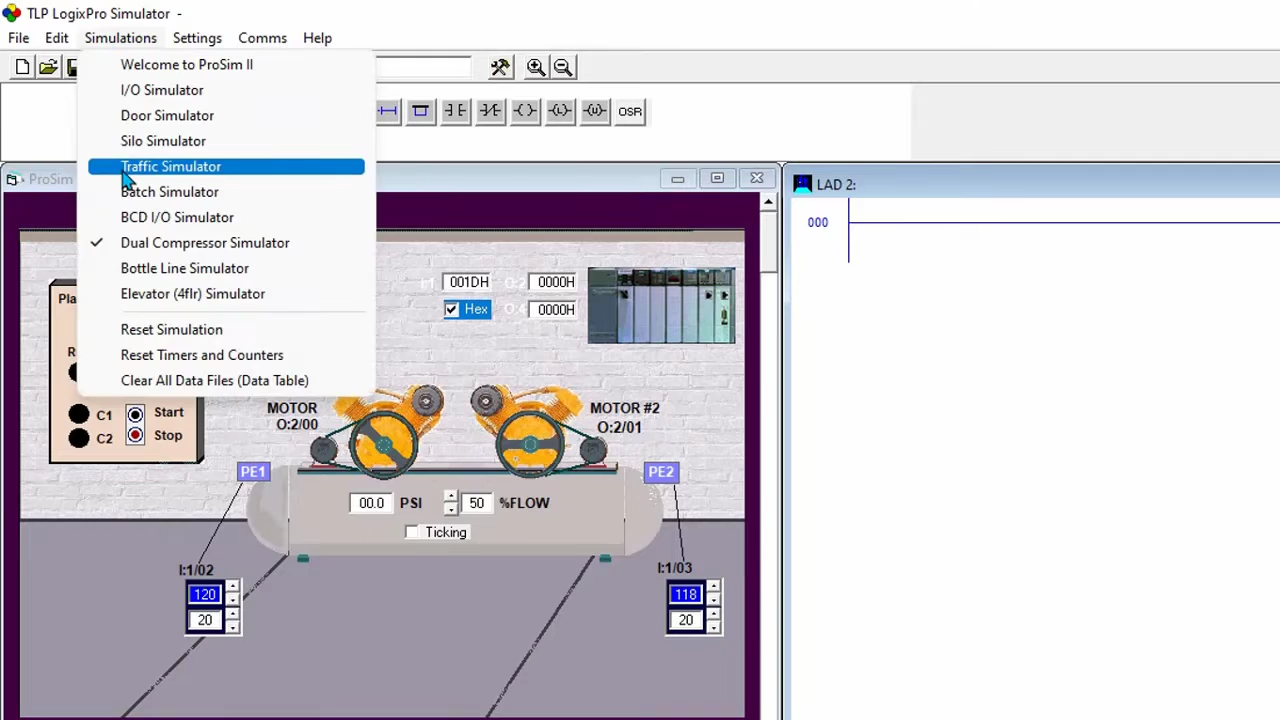 TLP LogixPro Simulator -
File Edit Simulations Settings Comms Help
Welcome to ProSim II
I/O Simulator
Door Simulator
Silo Simulator
Traffic Simulator
Batch Simulator
BCD I/O Simulator
Dual Compressor Simulator
Bottle Line Simulator
Elevator (4flr) Simulator
Reset Simulation
Reset Timers and Counters
Clear All Data Files (Data Table)
OSR
ProSim
LAD 2:
000
I:1 001DH O:2 0000H
Hex O:4 0000H
C1 Start
C2 Stop
MOTOR
O:2/00
MOTOR #2
O:2/01
PE1
PE2
00.0 PSI 50 %FLOW
Ticking
I:1/02
120
20
I:1/03
118
20